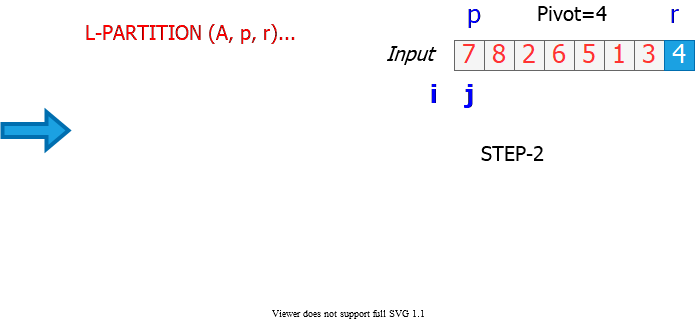 p Pivot=4 r
L-PARTITION (A, p, r)...
Input 7 8 2 6 5 1 3 4
i j
STEP-2
Viewer does not support full SVG 1.1